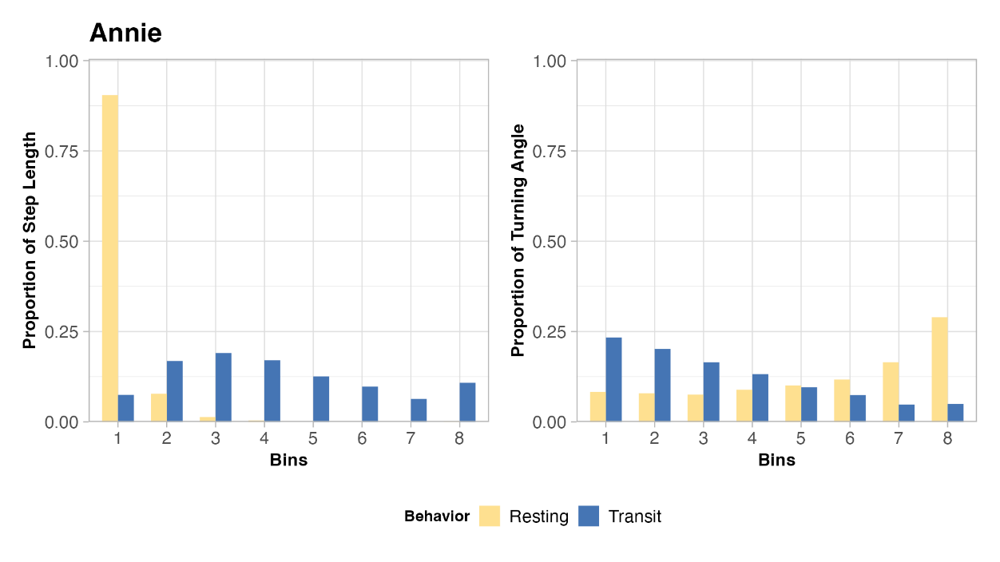 Annie
Proportion of Step Length
1.00
0.75
0.50
0.25
0.00
1 2 3 4 5 6 7 8
Bins
Proportion of Turning Angle
1.00
0.75
0.50
0.25
0.00
1 2 3 4 5 6 7 8
Bins
Behavior Resting Transit